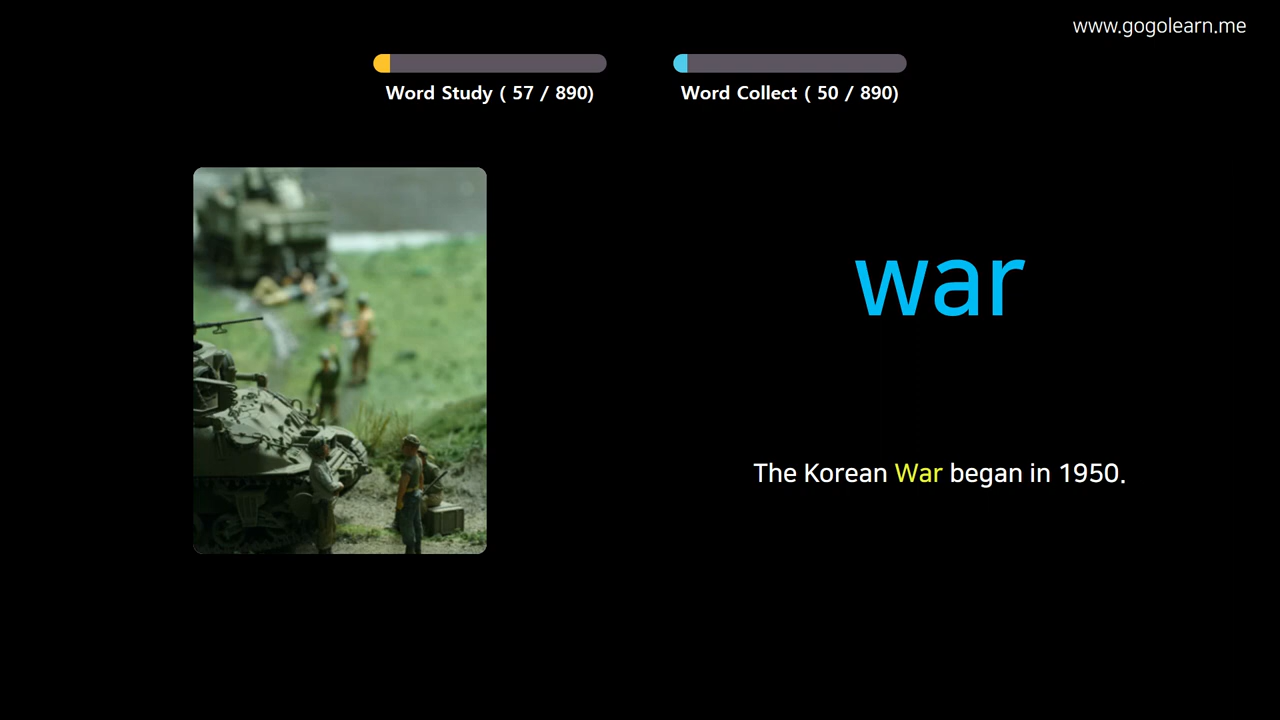 www.gogolearn.me
Word Study ( 57 / 890)
Word Collect ( 50 / 890)
war
The Korean War began in 1950.